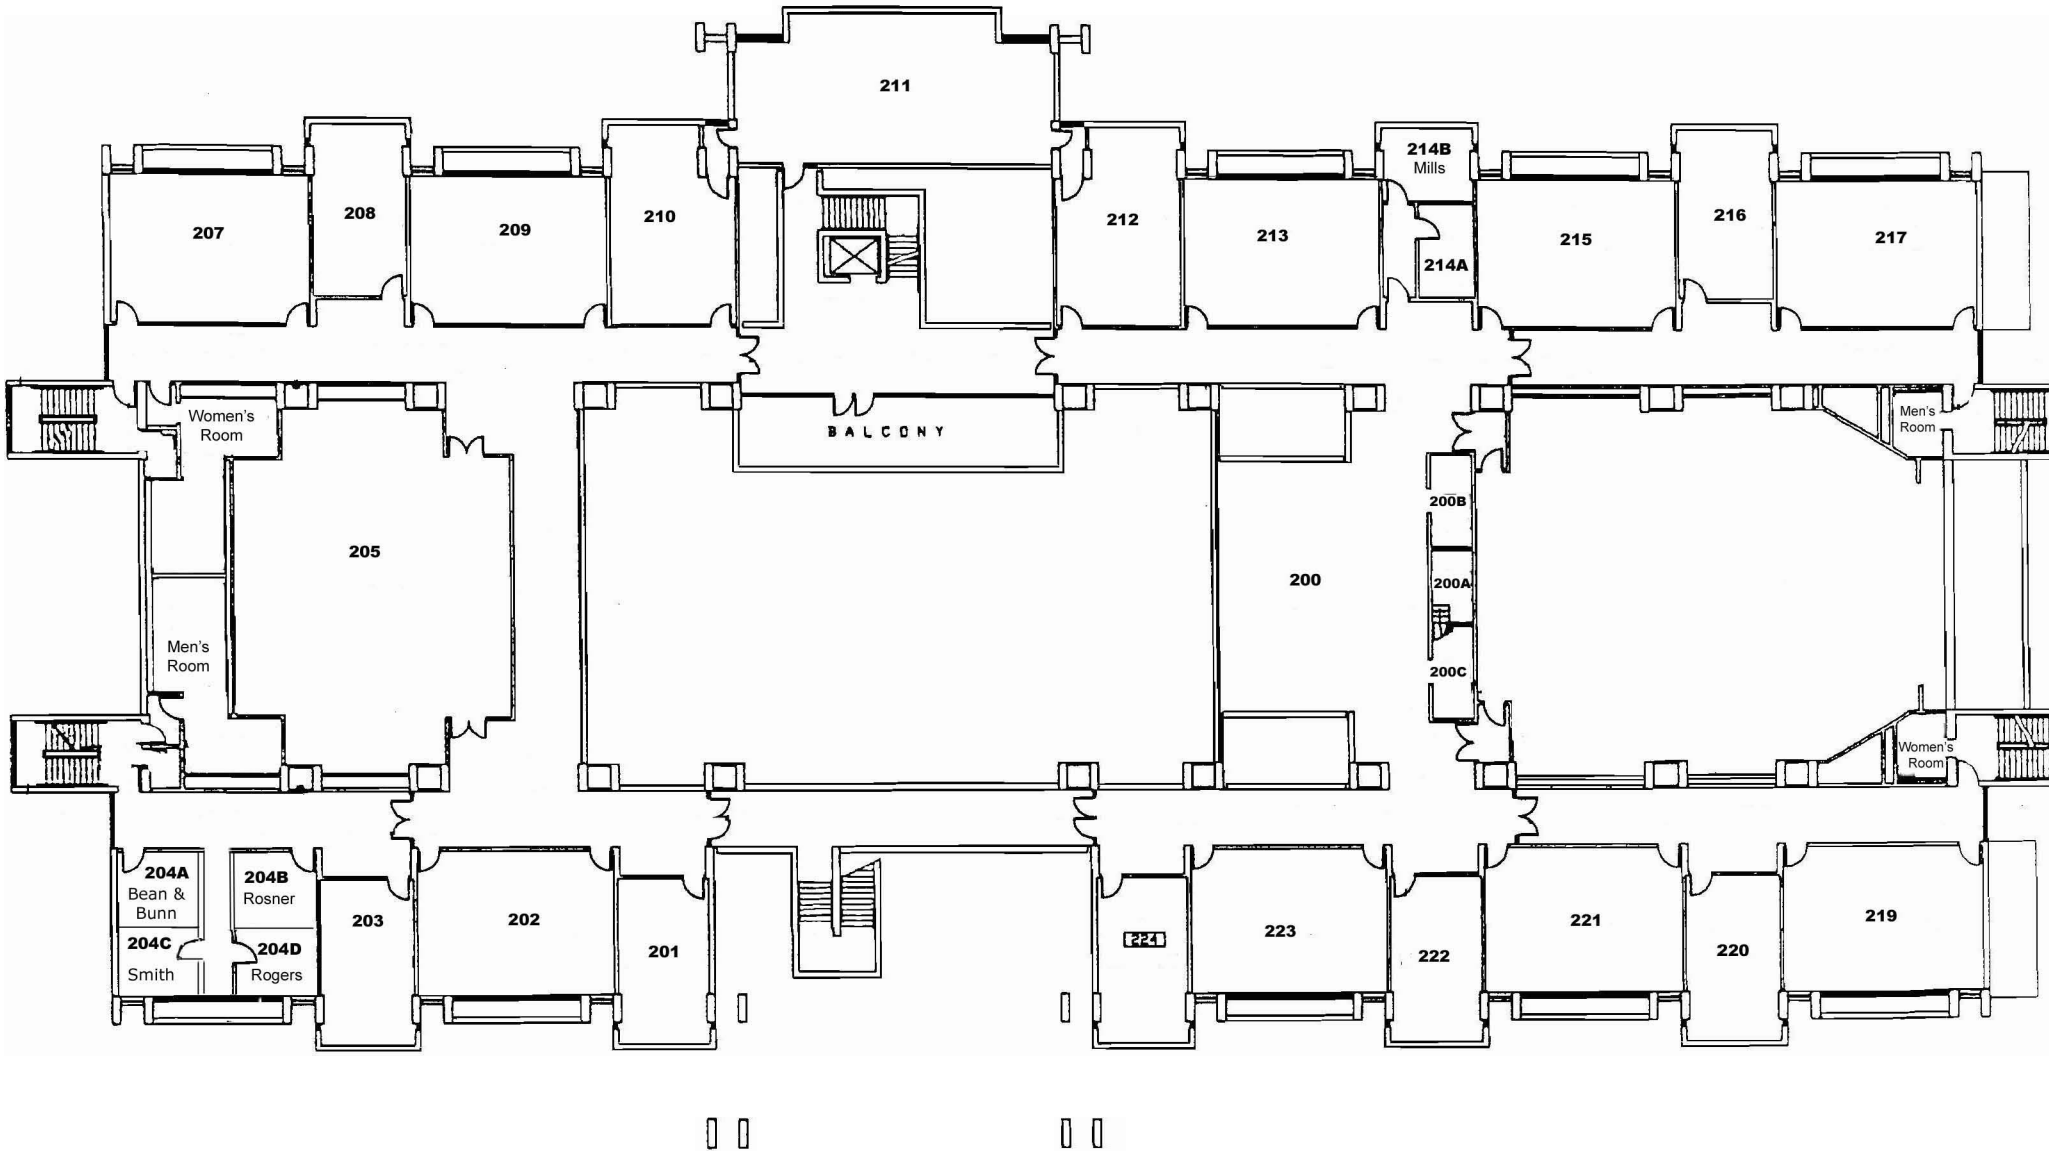 211
214B
Mills
207
208
209
210
212
213
214A
215
216
217
Women's
Room
BALCONY
Men's
Room
205
200
200B
200A
200C
Men's
Room
Women's
Room
204A
Bean &
Bunn
204B
Rosner
204C
Smith
204D
Rogers
203
202
201
224
223
222
221
220
219